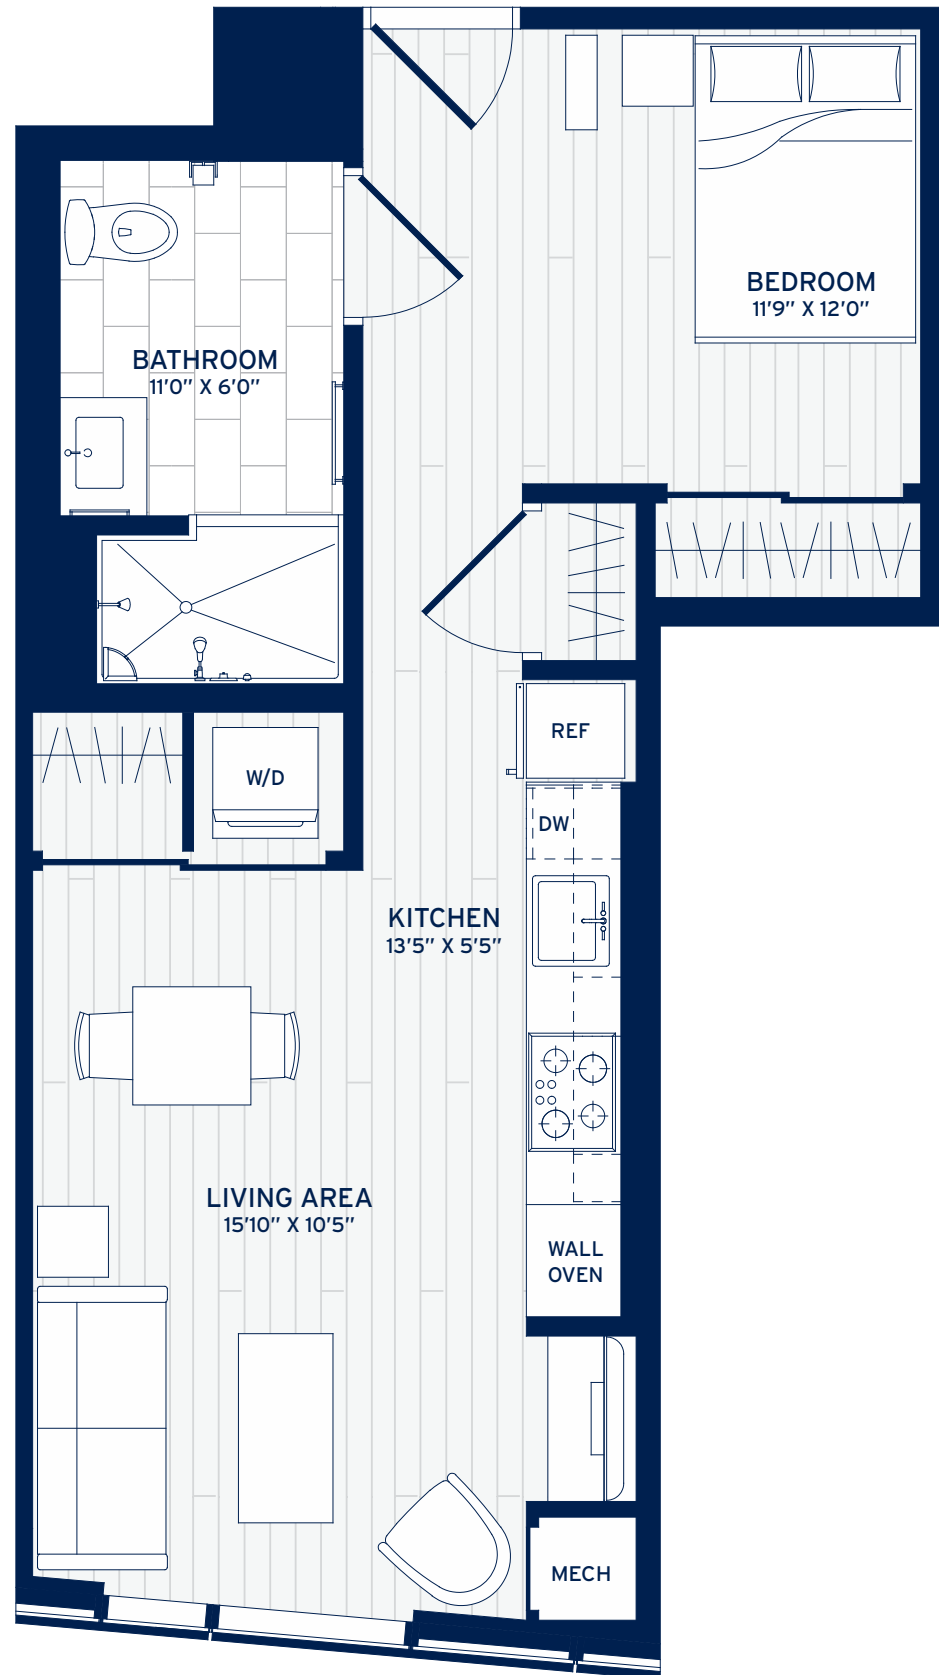 BEDROOM
11'9" X 12'0"
BATHROOM
11'0" X 6'0"
REF
W/D
DW
KITCHEN
13'5" X 5'5"
LIVING AREA
15'10" X 10'5"
WALL
OVEN
MECH